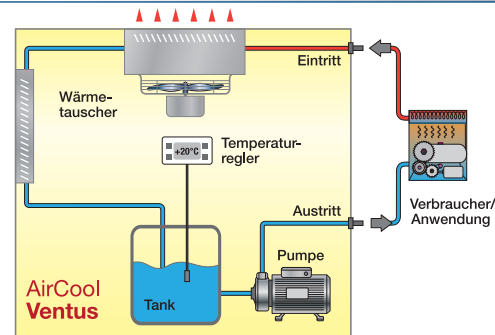 Eintritt
Wärme-
tauscher
+20°C
Temperatur-
regler
Verbraucher/
Anwendung
Austritt
Pumpe
AirCool
Ventus
Tank